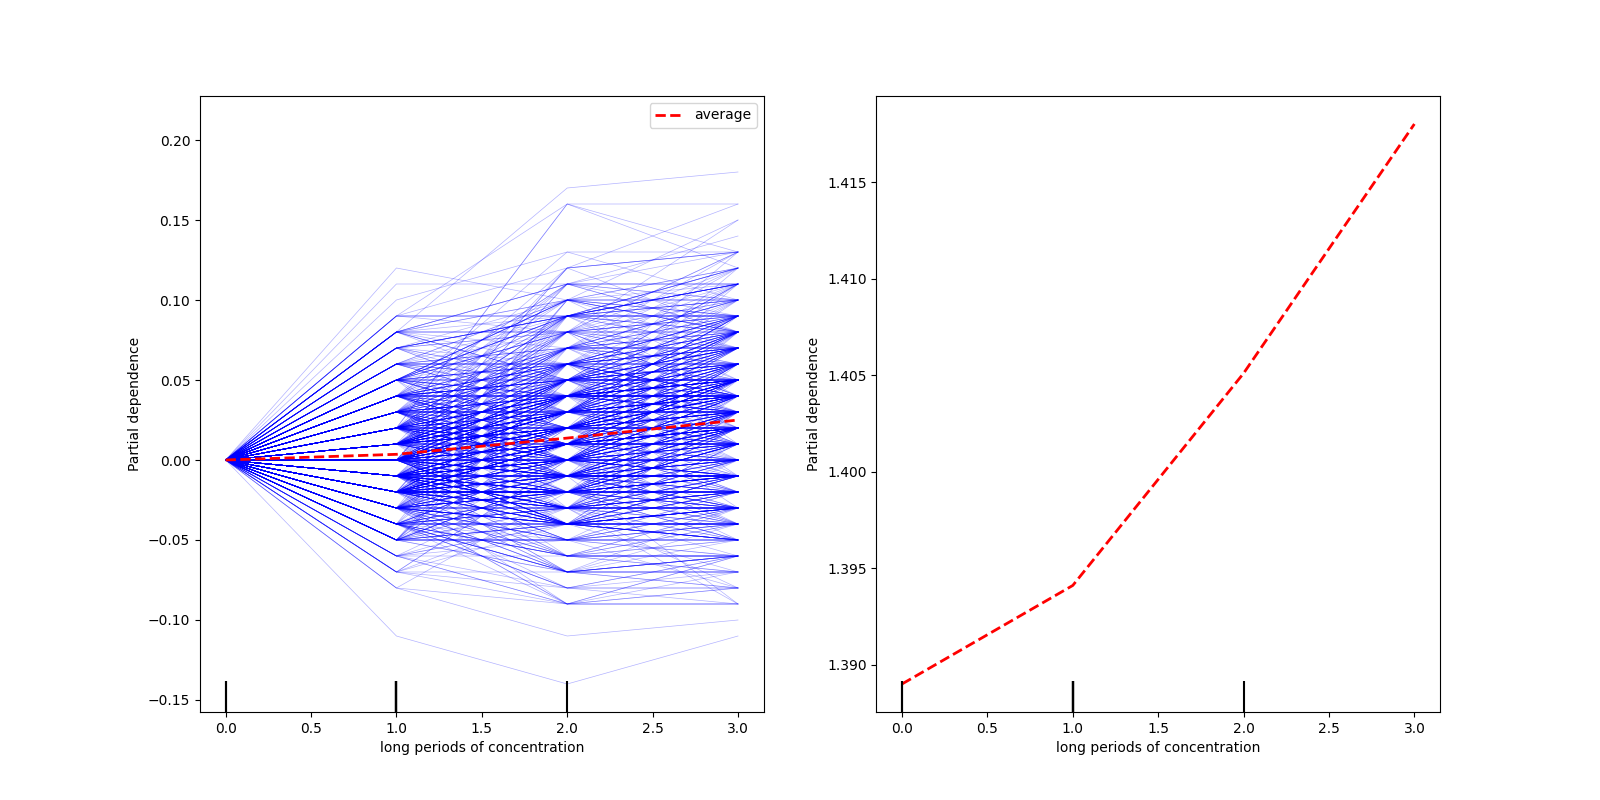 average
0.20
0.15
0.10
0.05
0.00
−0.05
−0.10
−0.15
Partial dependence
0.0 0.5 1.0 1.5 2.0 2.5 3.0
long periods of concentration
1.415
1.410
1.405
1.400
1.395
1.390
Partial dependence
0.0 0.5 1.0 1.5 2.0 2.5 3.0
long periods of concentration